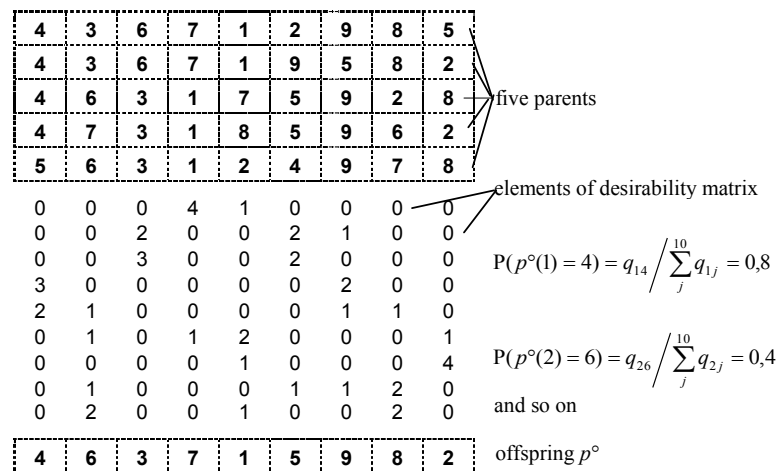 4 3 6 7 1 2 9 8 5
4 3 6 7 1 9 5 8 2
4 6 3 1 7 5 9 2 8
five parents
4 7 3 1 8 5 9 6 2
5 6 3 1 2 4 9 7 8
elements of desirability matrix
0 0 0 4 1 0 0 0 0
0 0 2 0 0 2 1 0 0
0 0 3 0 0 2 0 0 0
P(p°(1) = 4) = q₁₄ / ∑ⱼ¹⁰ q₁ⱼ = 0,8
3 0 0 0 0 0 2 0 0
2 1 0 0 0 0 1 1 0
0 1 0 1 2 0 0 0 1
0 0 0 0 1 0 0 0 4
P(p°(2) = 6) = q₂₆ / ∑ⱼ¹⁰ q₂ⱼ = 0,4
0 1 0 0 0 1 1 2 0
0 2 0 0 1 0 0 2 0
and so on
4 6 3 7 1 5 9 8 2
offspring p°